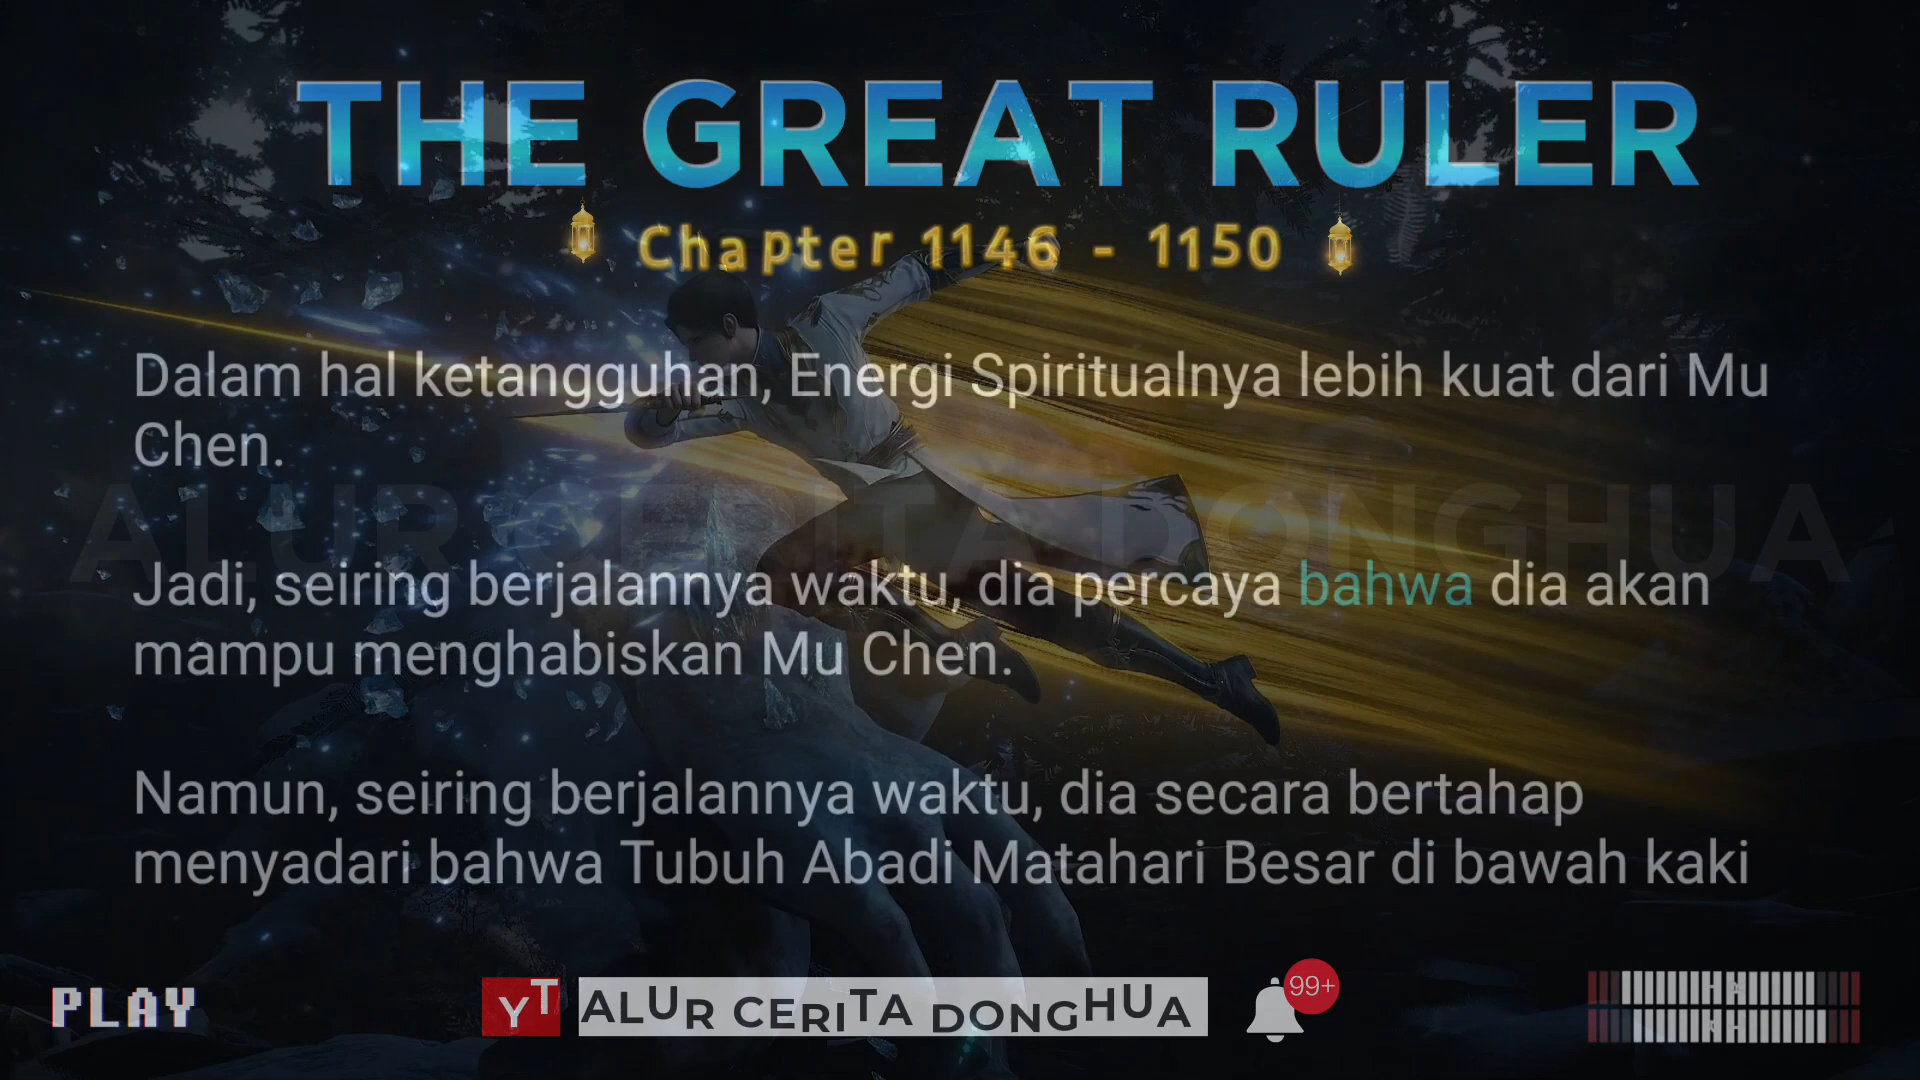 THE GREAT RULER
Chapter 1146 - 1150
Dalam hal ketangguhan, Energi Spiritualnya lebih kuat dari Mu
Chen.
ALUR CERITA DONGHUA
Jadi, seiring berjalannya waktu, dia percaya bahwa dia akan
mampu menghabiskan Mu Chen.
Namun, seiring berjalannya waktu, dia secara bertahap
menyadari bahwa Tubuh Abadi Matahari Besar di bawah kaki
PLAY
YT ALUR CERITA DONGHUA
99+